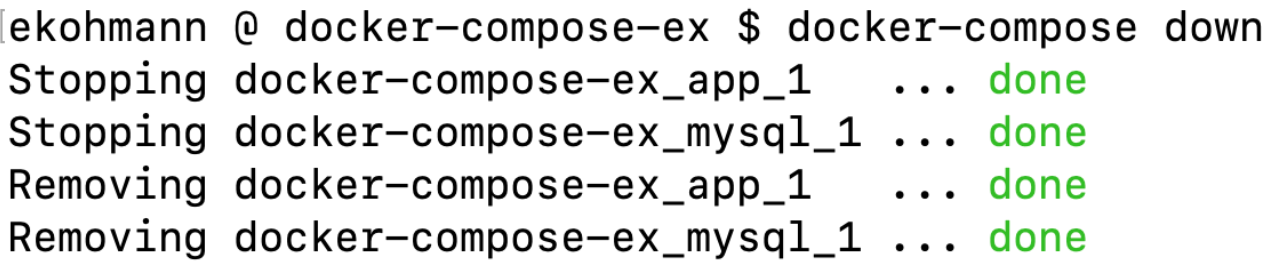 [ekohmann @ docker-compose-ex $ docker-compose down
Stopping docker-compose-ex_app_1   ... done
Stopping docker-compose-ex_mysql_1 ... done
Removing docker-compose-ex_app_1   ... done
Removing docker-compose-ex_mysql_1 ... done